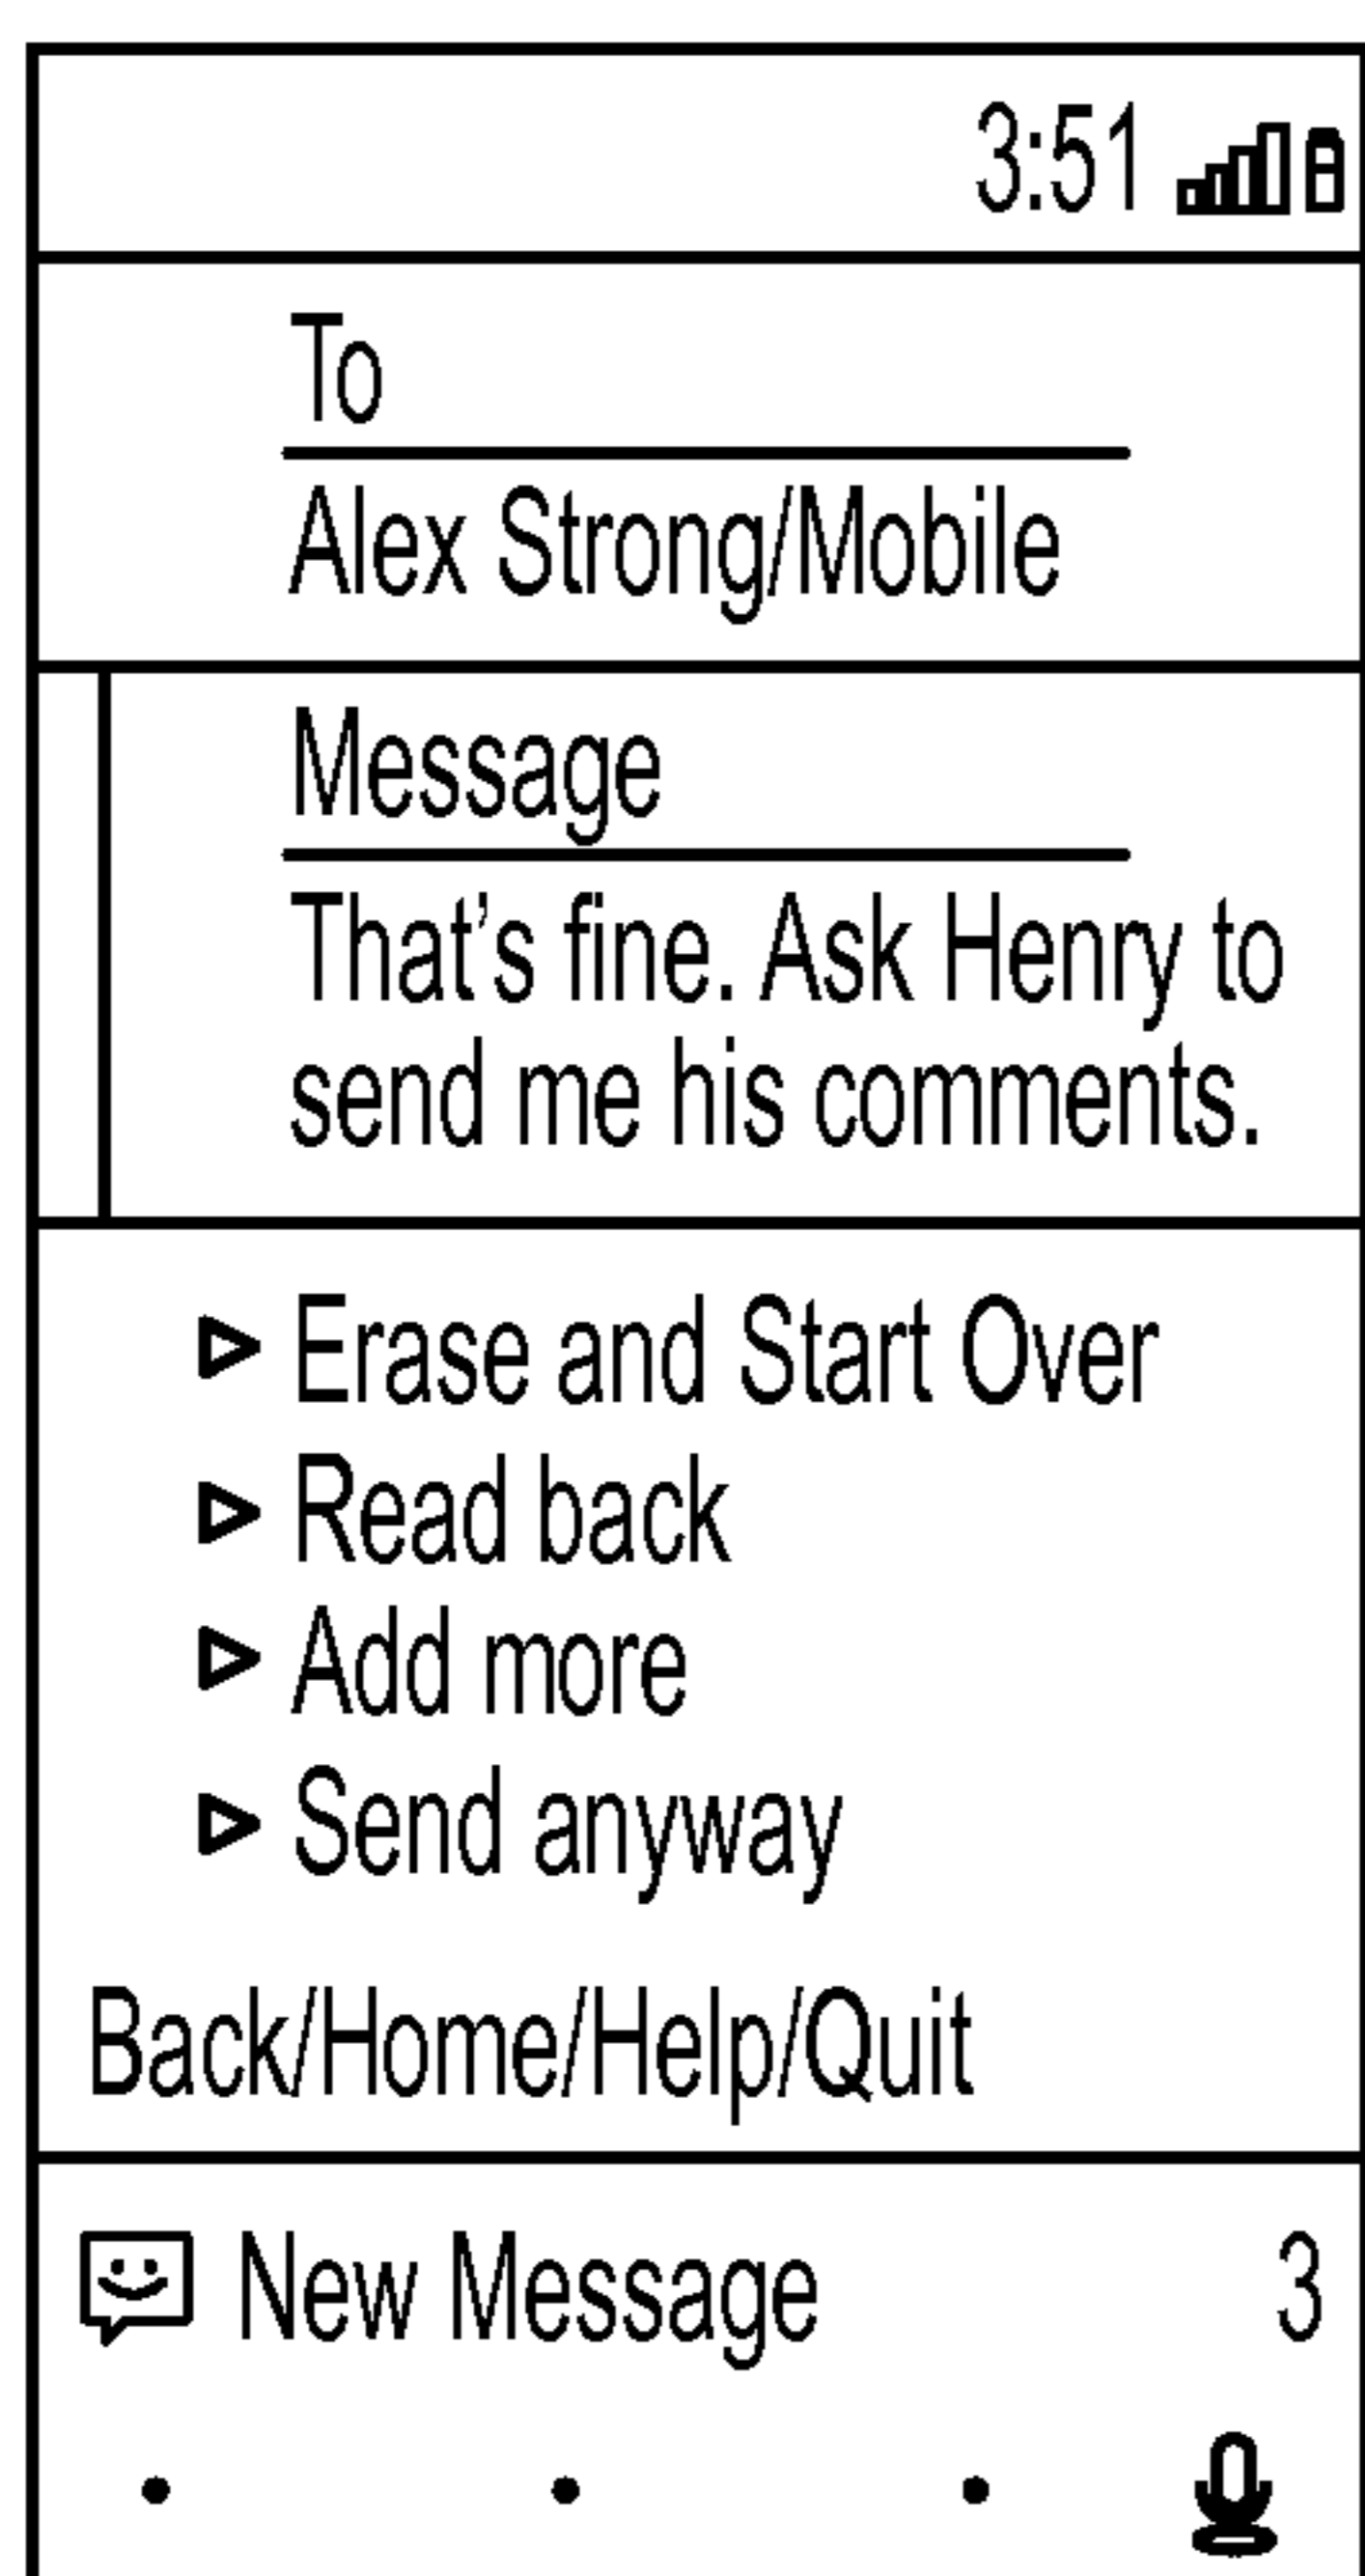 3:51
To
Alex Strong/Mobile
Message
That’s fine. Ask Henry to
send me his comments.
Erase and Start Over
Read back
Add more
Send anyway
Back/Home/Help/Quit
New Message 3